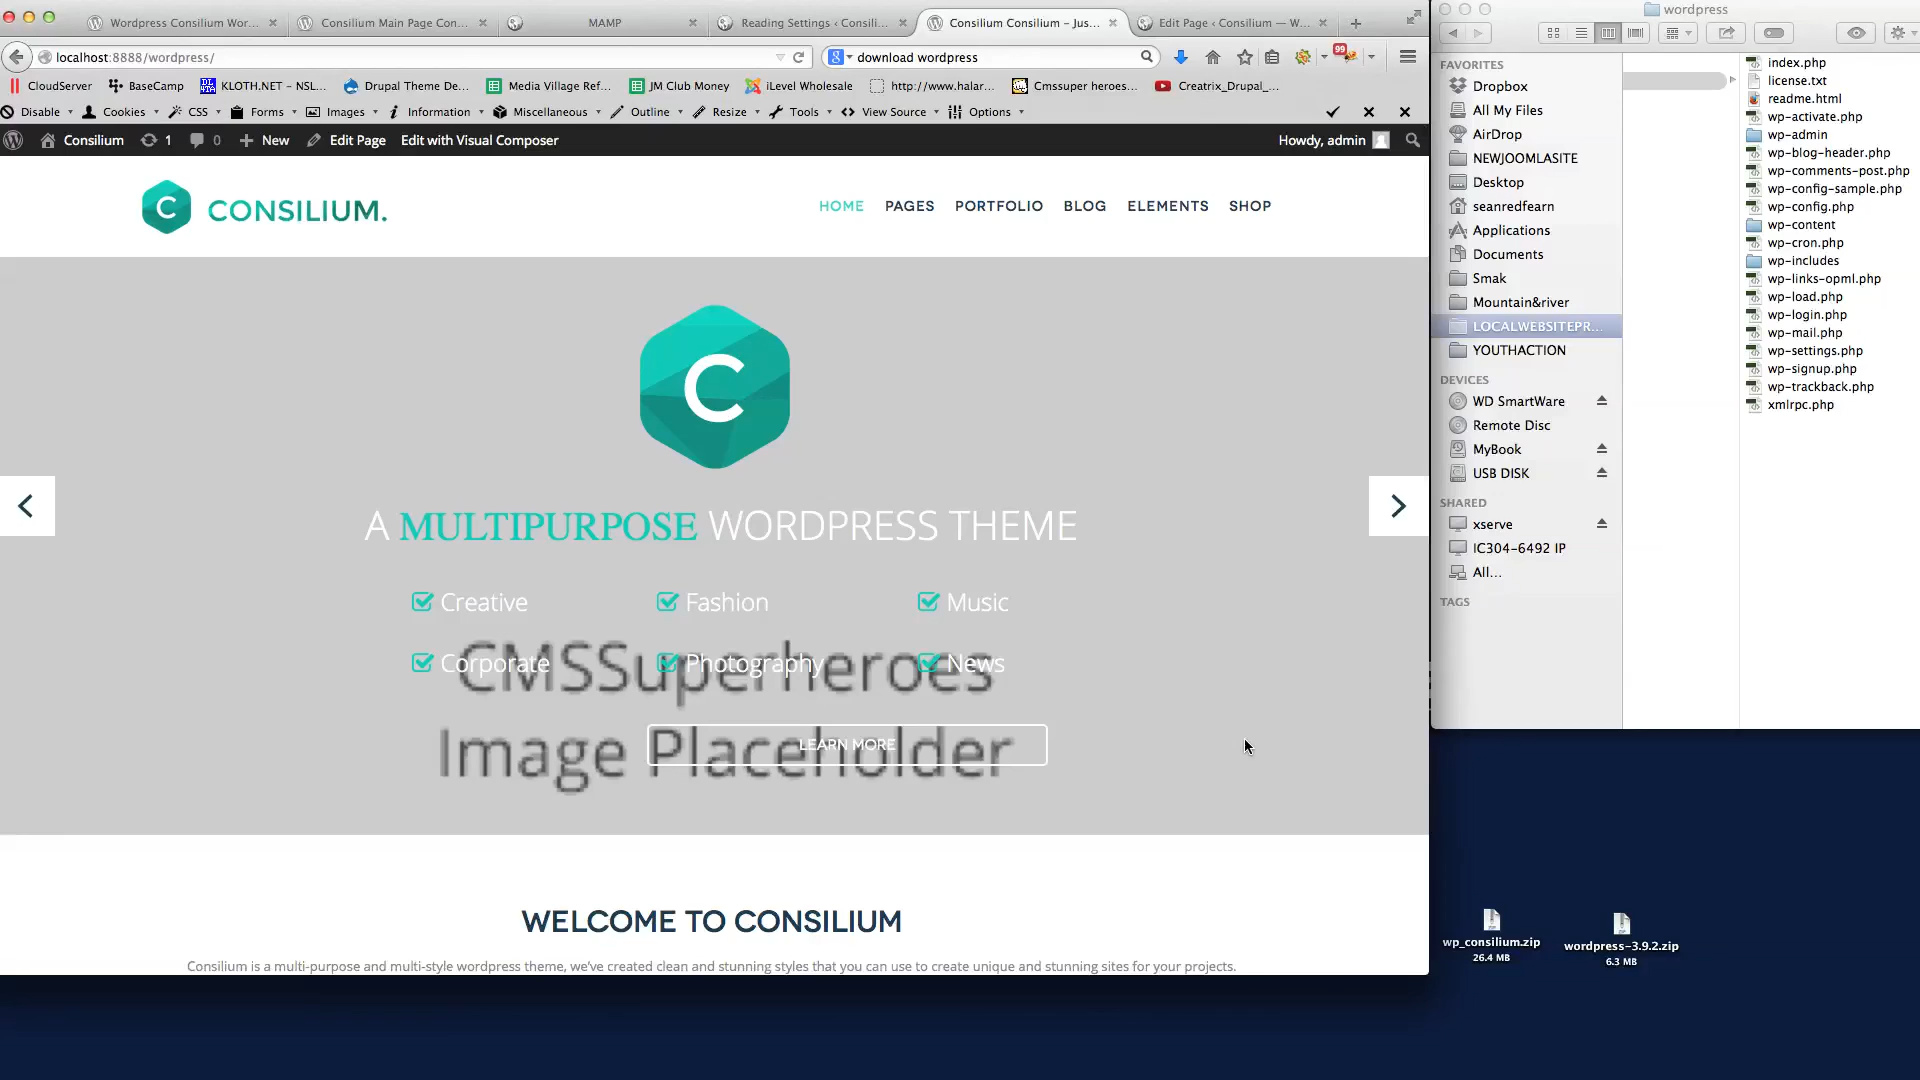 Wordpress Consilium Wor...
Consilium Main Page Con...
MAMP
Reading Settings ‹ Consili...
Consilium Consilium – Jus...
Edit Page ‹ Consilium — W...
localhost:8888/wordpress/
download wordpress
99
CloudServer
BaseCamp
KLOTH.NET - NSL...
Drupal Theme De...
Media Village Ref...
JM Club Money
iLevel Wholesale
http://www.halar...
Cmssuper heroes...
Creatrix_Drupal_...
Disable
Cookies
CSS
Forms
Images
Information
Miscellaneous
Outline
Resize
Tools
View Source
Options
Consilium
1
0
New
Edit Page
Edit with Visual Composer
Howdy, admin
C
CONSILIUM.
HOME
PAGES
PORTFOLIO
BLOG
ELEMENTS
SHOP
C
A MULTIPURPOSE WORDPRESS THEME
Creative
Fashion
Music
Corporate
Photography
News
CMSSuperheroes
Image Placeholder
LEARN MORE
WELCOME TO CONSILIUM
Consilium is a multi-purpose and multi-style wordpress theme, we've created clean and stunning styles that you can use to create unique and stunning sites for your projects.
wordpress
FAVORITES
Dropbox
All My Files
AirDrop
NEWJOOMLASITE
Desktop
seanredfearn
Applications
Documents
Smak
Mountain&river
LOCALWEBSITEPR...
YOUTHACTION
DEVICES
WD SmartWare
Remote Disc
MyBook
USB DISK
SHARED
xserve
IC304-6492 IP
All...
TAGS
index.php
license.txt
readme.html
wp-activate.php
wp-admin
wp-blog-header.php
wp-comments-post.php
wp-config-sample.php
wp-config.php
wp-content
wp-cron.php
wp-includes
wp-links-opml.php
wp-load.php
wp-login.php
wp-mail.php
wp-settings.php
wp-signup.php
wp-trackback.php
xmlrpc.php
wp_consilium.zip
26.4 MB
wordpress-3.9.2.zip
6.3 MB